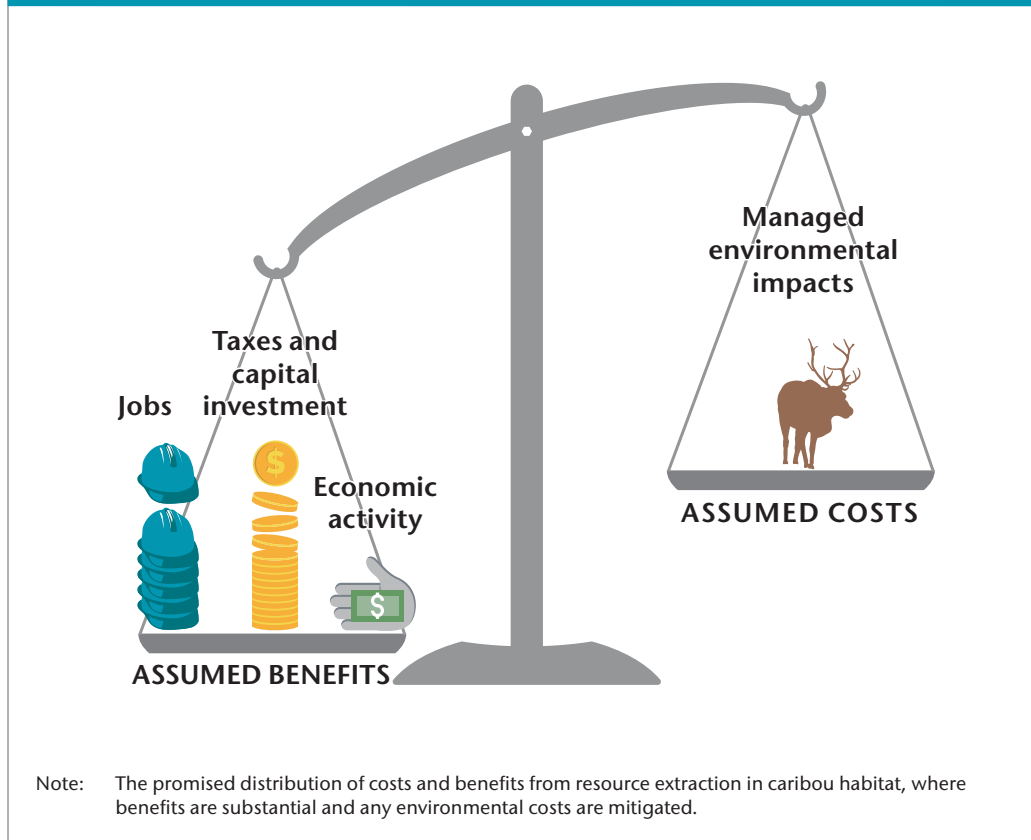 Managed
environmental
impacts
Taxes and
capital
investment
Jobs
$
Economic
activity
$
ASSUMED COSTS
ASSUMED BENEFITS
Note: The promised distribution of costs and benefits from resource extraction in caribou habitat, where
benefits are substantial and any environmental costs are mitigated.